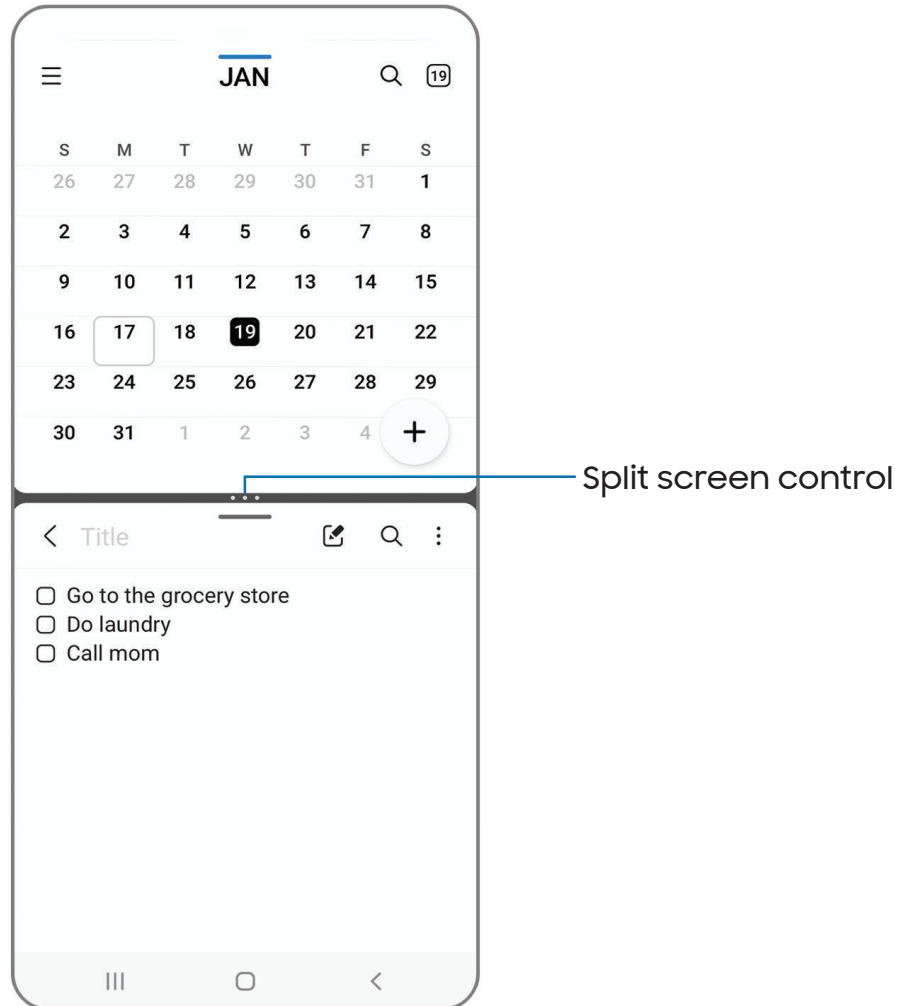 JAN
19
S M T W T F S
26 27 28 29 30 31 1
2 3 4 5 6 7 8
9 10 11 12 13 14 15
16 17 18 19 20 21 22
23 24 25 26 27 28 29
30 31 1 2 3 4
Split screen control
Title
Go to the grocery store
Do laundry
Call mom